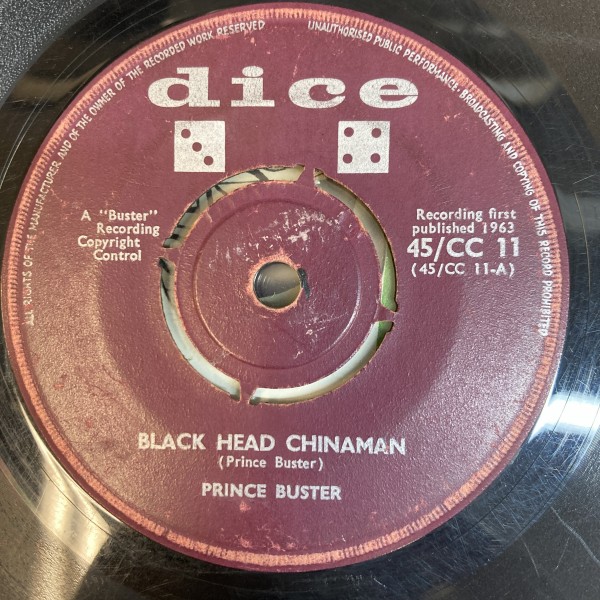 ALL RIGHTS OF THE MANUFACTURER AND OF THE OWNER OF THE RECORDED WORK RESERVED
UNAUTHORISED PUBLIC PERFORMANCE, BROADCASTING AND COPYING OF THIS RECORD PROHIBITED
dice
A "Buster"
Recording
Copyright
Control
Recording first
published 1963
45/CC 11
(45/CC 11-A)
BLACK HEAD CHINAMAN
(Prince Buster)
PRINCE BUSTER